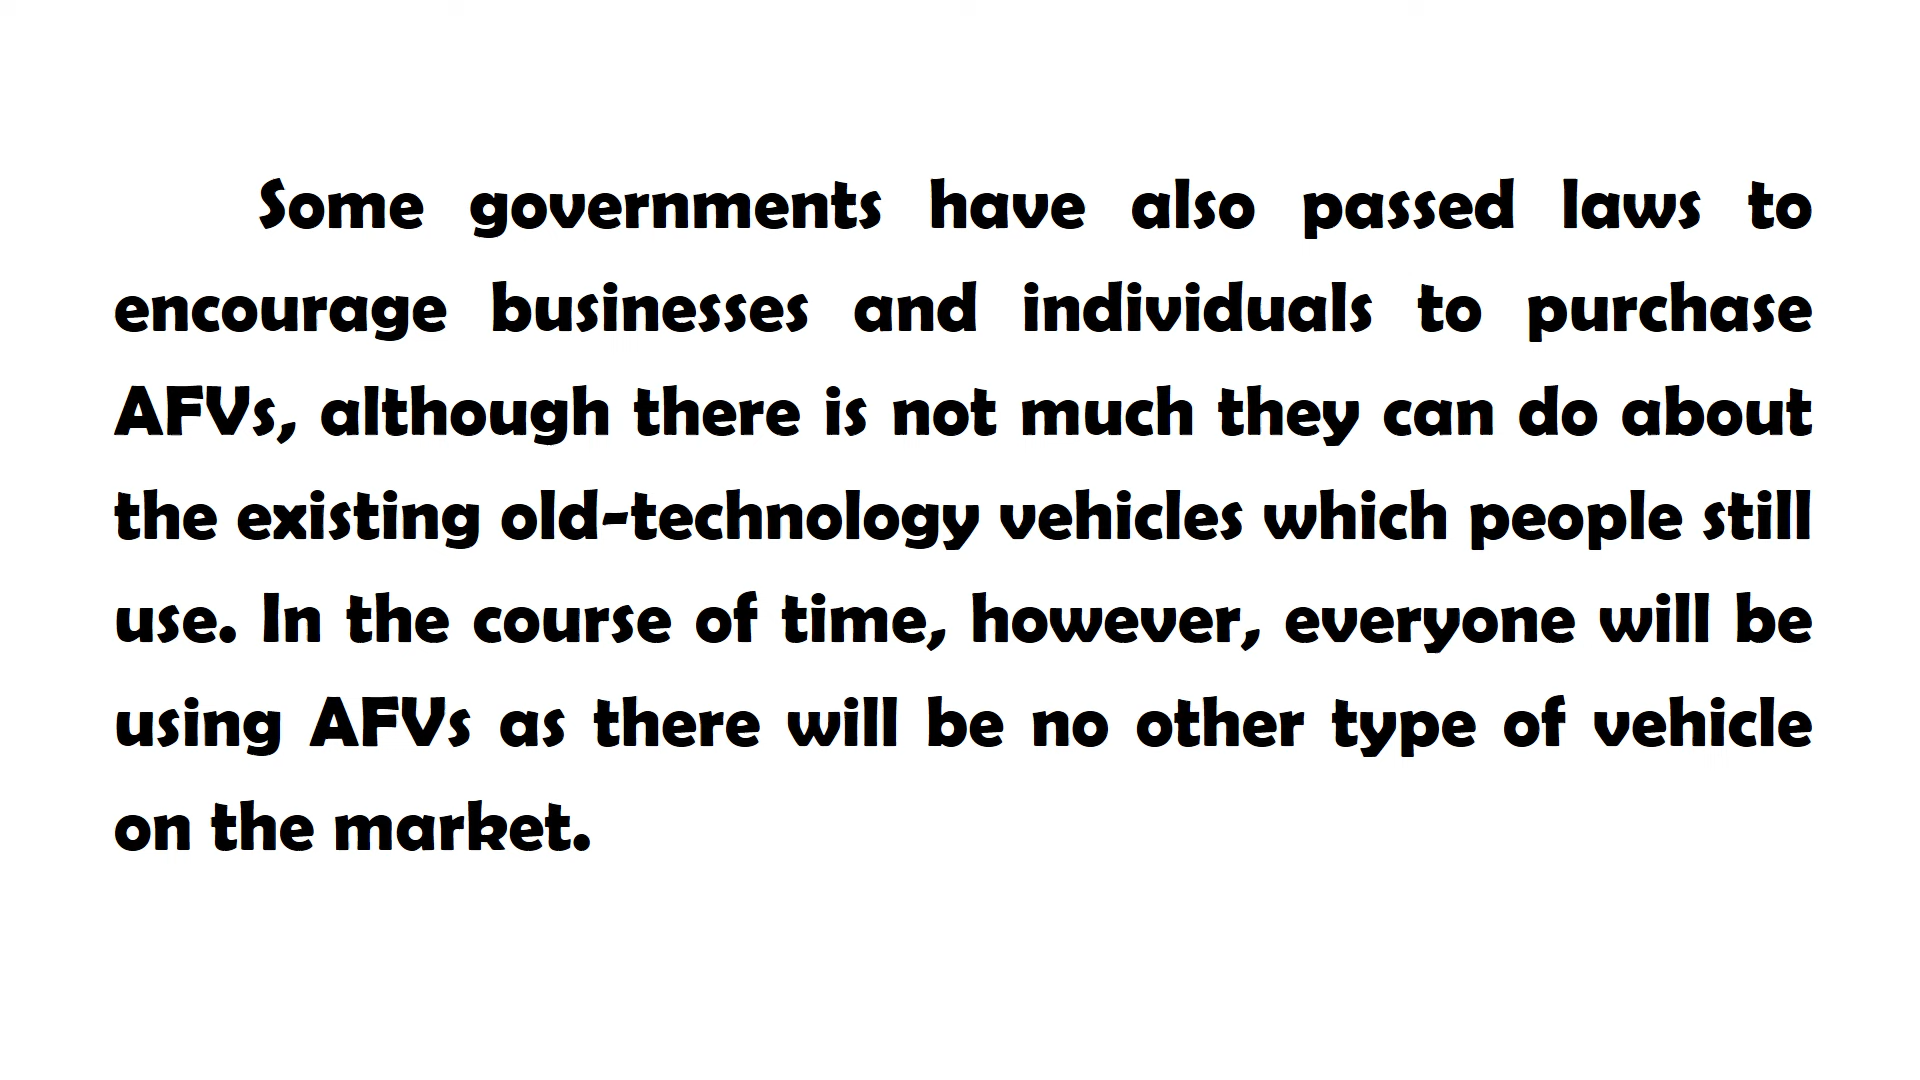 Some governments have also passed laws to
encourage businesses and individuals to purchase
AFVs, although there is not much they can do about
the existing old-technology vehicles which people still
use. In the course of time, however, everyone will be
using AFVs as there will be no other type of vehicle
on the market.